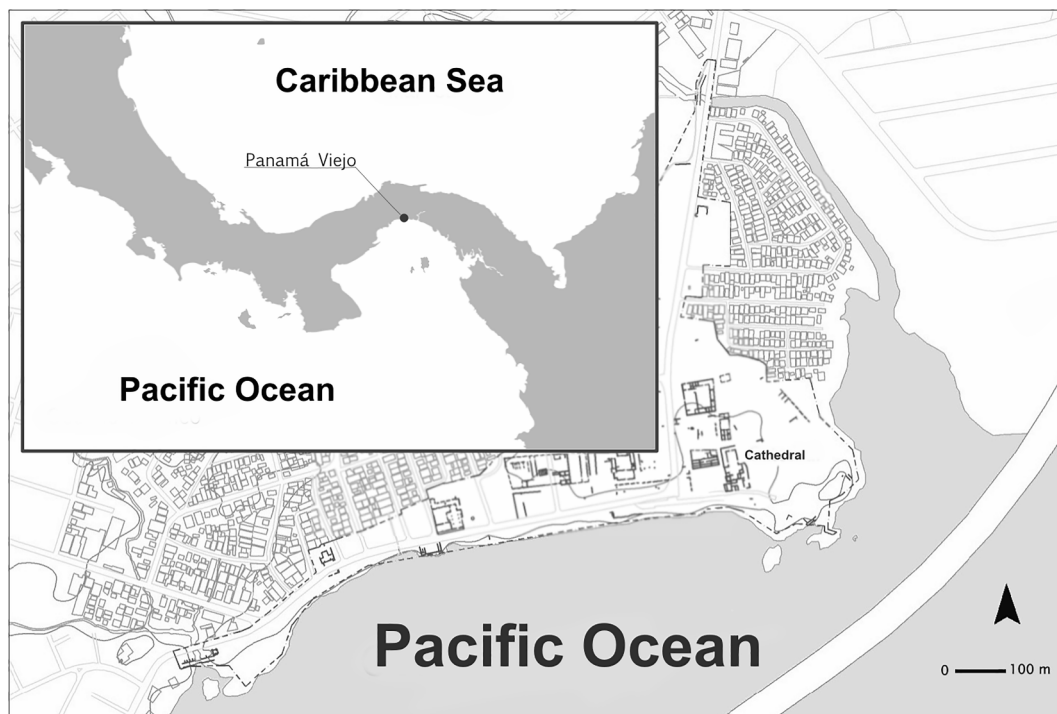 Caribbean Sea
Panamá Viejo
Pacific Ocean
Cathedral
Pacific Ocean
0 100 m